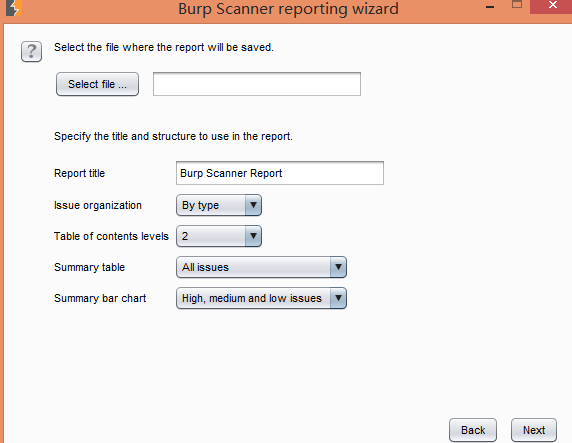 Burp Scanner reporting wizard
?
Select the file where the report will be saved.
Select file ...
Specify the title and structure to use in the report.
Report title Burp Scanner Report
Issue organization By type
Table of contents levels 2
Summary table All issues
Summary bar chart High, medium and low issues
Back Next